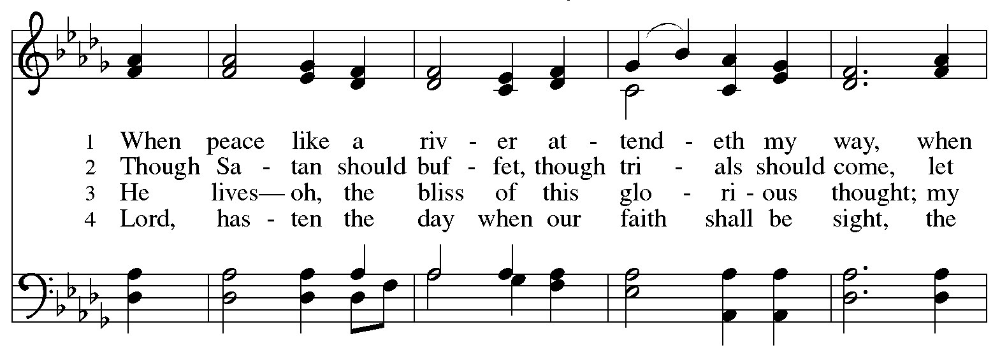 1 When peace like a riv - er at - tend - eth my way, when
2 Though Sa - tan should buf - fet, though tri - als should come, let
3 He lives— oh, the bliss of this glo - ri - ous thought; my
4 Lord, has - ten the day when our faith shall be sight, the